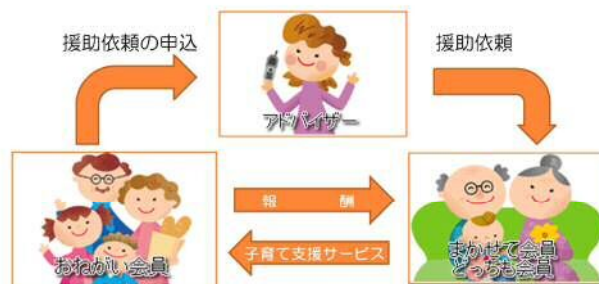 援助依頼の申込
援助依頼
アドバイザー
報 酬
子育て支援サービス
おねがい会員
まかせて会員
どっちも会員